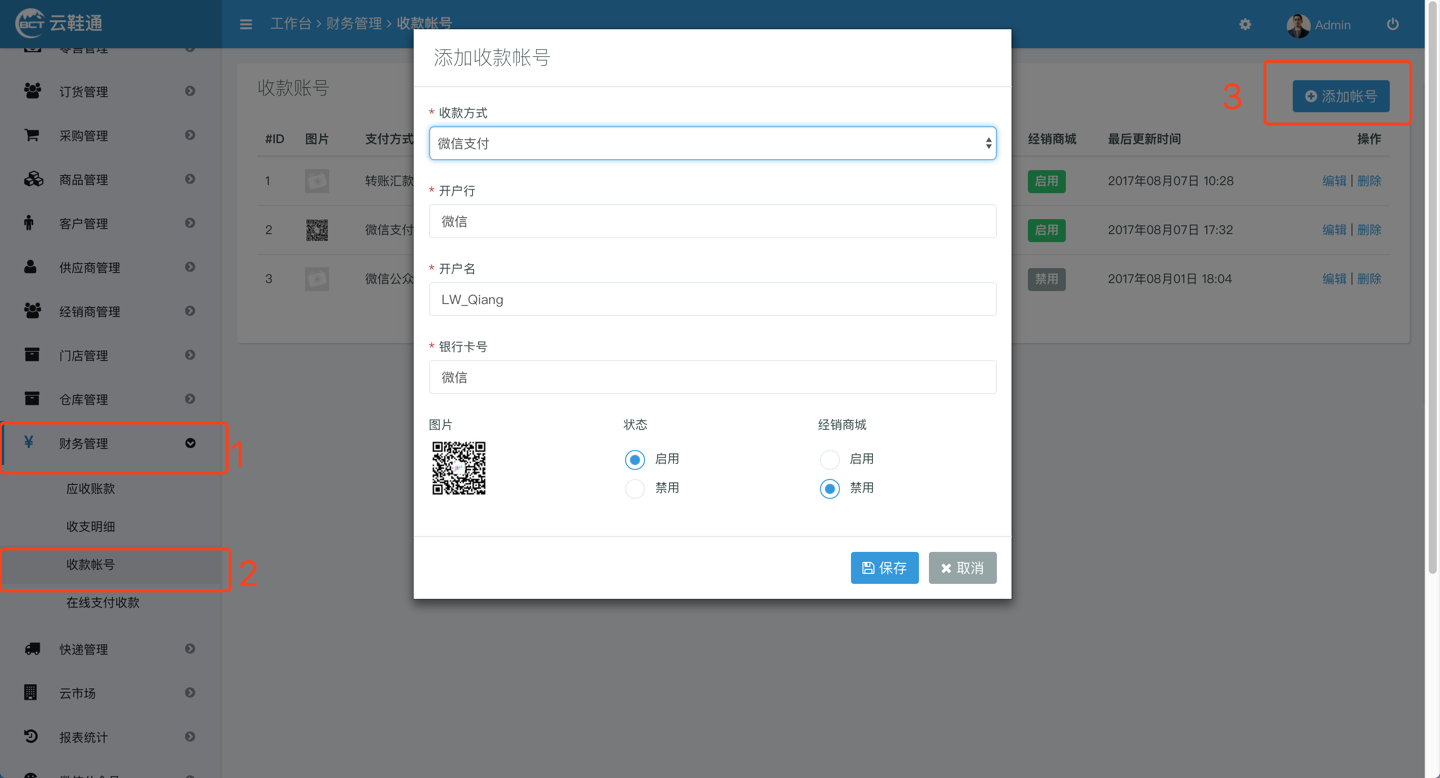 BCT 云鞋通
工作台 > 财务管理 > 收款帐号
Admin
零售管理
订货管理
采购管理
商品管理
客户管理
供应商管理
经销商管理
门店管理
仓库管理
¥ 财务管理
1
应收账款
收支明细
收款帐号
2
在线支付收款
快递管理
云市场
报表统计
收款账号
3
添加帐号
#ID 图片 支付方式 经销商城 最后更新时间 操作
1 转账汇款 启用 2017年08月07日 10:28 编辑 | 删除
2 微信支付 启用 2017年08月07日 17:32 编辑 | 删除
3 微信公众 禁用 2017年08月01日 18:04 编辑 | 删除
添加收款帐号
* 收款方式
微信支付
* 开户行
微信
* 开户名
LW_Qiang
* 银行卡号
微信
图片 状态 经销商城
启用 启用
禁用 禁用
保存 取消